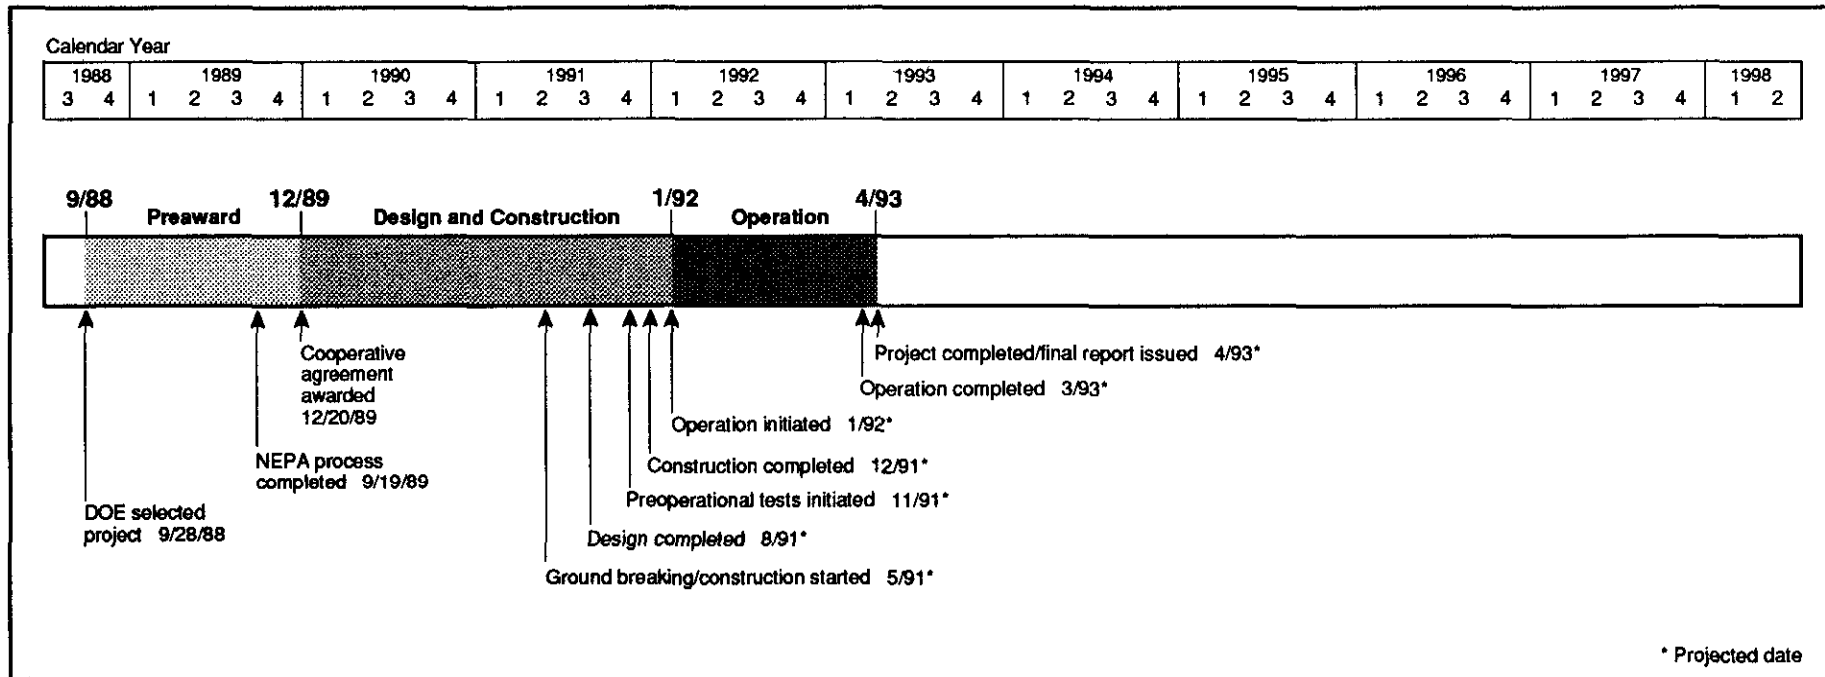 Calendar Year
1988 1989 1990 1991 1992 1993 1994 1995 1996 1997 1998
3 4 1 2 3 4 1 2 3 4 1 2 3 4 1 2 3 4 1 2 3 4 1 2 3 4 1 2 3 4 1 2 3 4 1 2 3 4 1 2
9/88 12/89 1/92 4/93
Preaward Design and Construction Operation
Cooperative
agreement
awarded
12/20/89
Project completed/final report issued 4/93*
Operation completed 3/93*
Operation initiated 1/92*
NEPA process
completed 9/19/89
Construction completed 12/91*
Preoperational tests initiated 11/91*
DOE selected
project 9/28/88
Design completed 8/91*
Ground breaking/construction started 5/91*
* Projected date